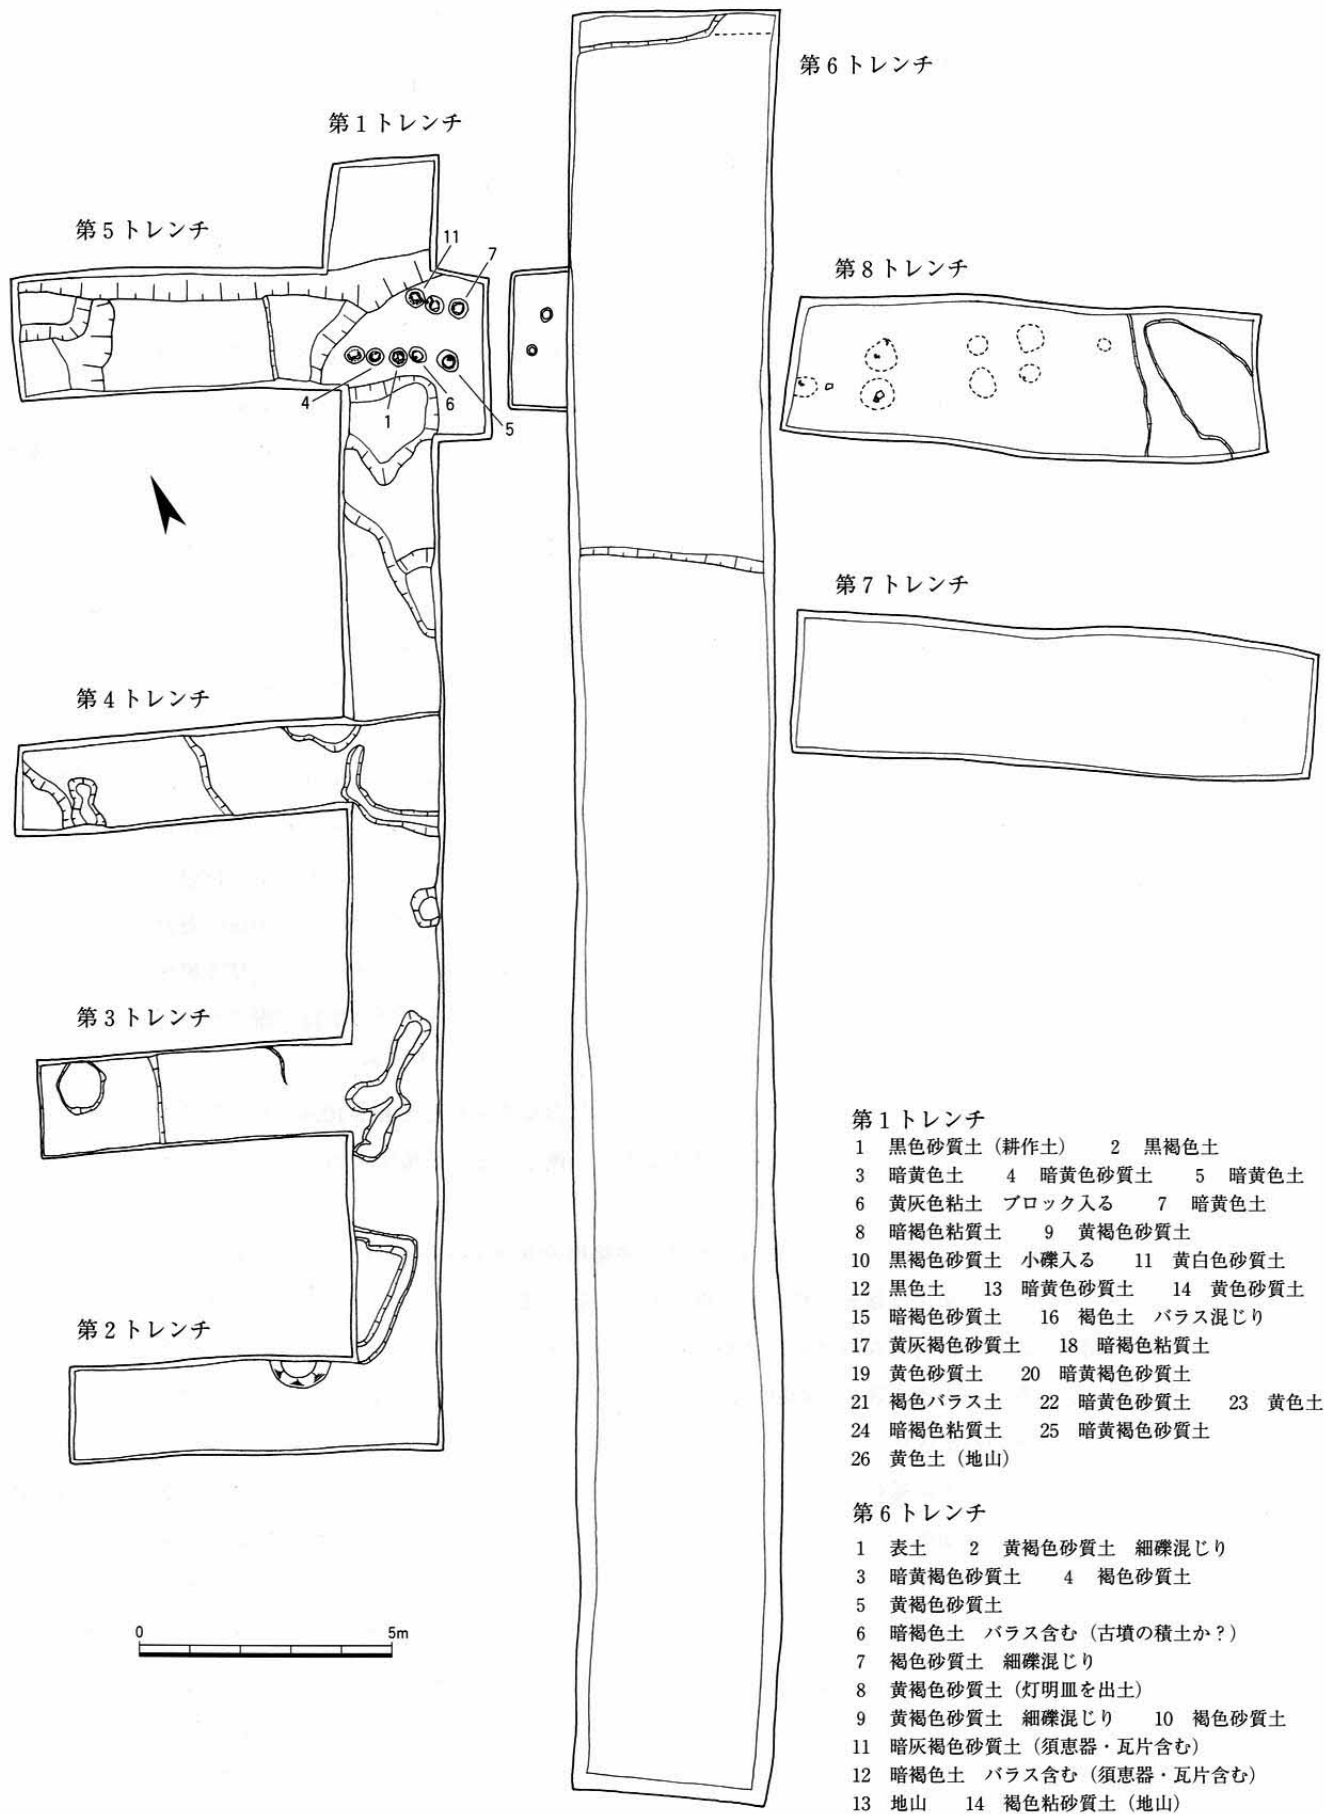 第6トレンチ
第1トレンチ
第5トレンチ
11
7
第8トレンチ
4
1
6
5
第7トレンチ
第4トレンチ
第3トレンチ
第2トレンチ
0 5m
第1トレンチ
1 黒色砂質土(耕作土) 2 黒褐色土
3 暗黄色土 4 暗黄色砂質土 5 暗黄色土
6 黄灰色粘土 ブロック入る 7 暗黄色土
8 暗褐色粘質土 9 黄褐色砂質土
10 黒褐色砂質土 小礫入る 11 黄白色砂質土
12 黒色土 13 暗黄色砂質土 14 黄色砂質土
15 暗褐色砂質土 16 褐色土 バラス混じり
17 黄灰褐色砂質土 18 暗褐色粘質土
19 黄色砂質土 20 暗黄褐色砂質土
21 褐色バラス土 22 暗黄色砂質土 23 黄色土
24 暗褐色粘質土 25 暗黄褐色砂質土
26 黄色土(地山)
第6トレンチ
1 表土 2 黄褐色砂質土 細礫混じり
3 暗黄褐色砂質土 4 褐色砂質土
5 黄褐色砂質土
6 暗褐色土 バラス含む(古墳の積土か?)
7 褐色砂質土 細礫混じり
8 黄褐色砂質土(灯明皿を出土)
9 黄褐色砂質土 細礫混じり 10 褐色砂質土
11 暗灰褐色砂質土(須恵器・瓦片含む)
12 暗褐色土 バラス含む(須恵器・瓦片含む)
13 地山 14 褐色粘砂質土(地山)